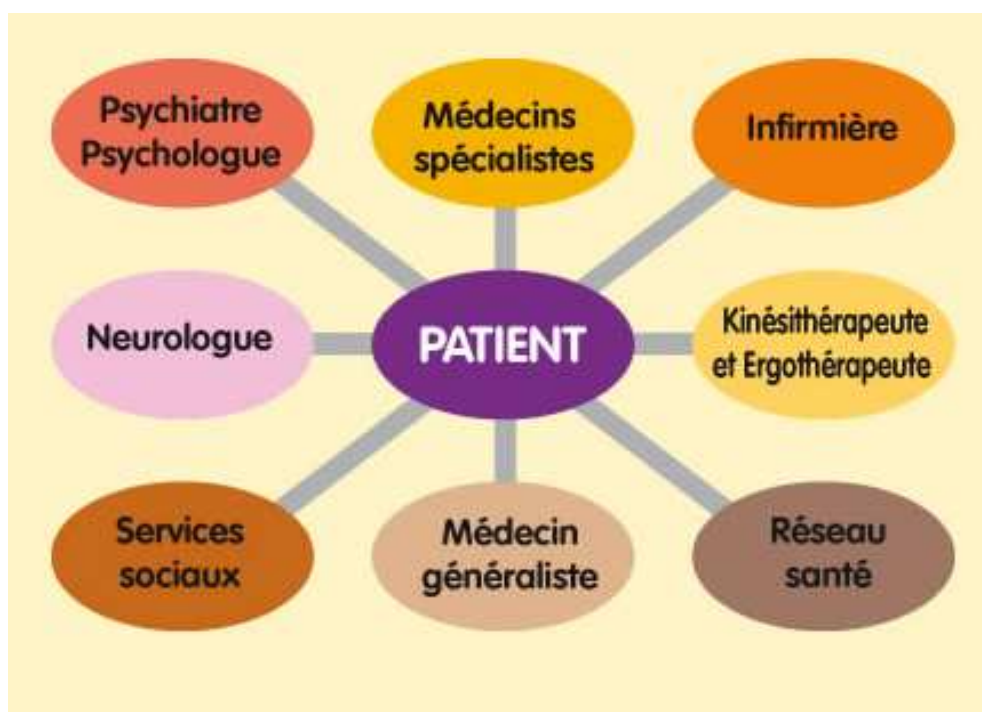 Psychiatre
Psychologue
Médecins
spécialistes
Infirmière
Neurologue
PATIENT
Kinésithérapeute
et Ergothérapeute
Services
sociaux
Médecin
généraliste
Réseau
santé